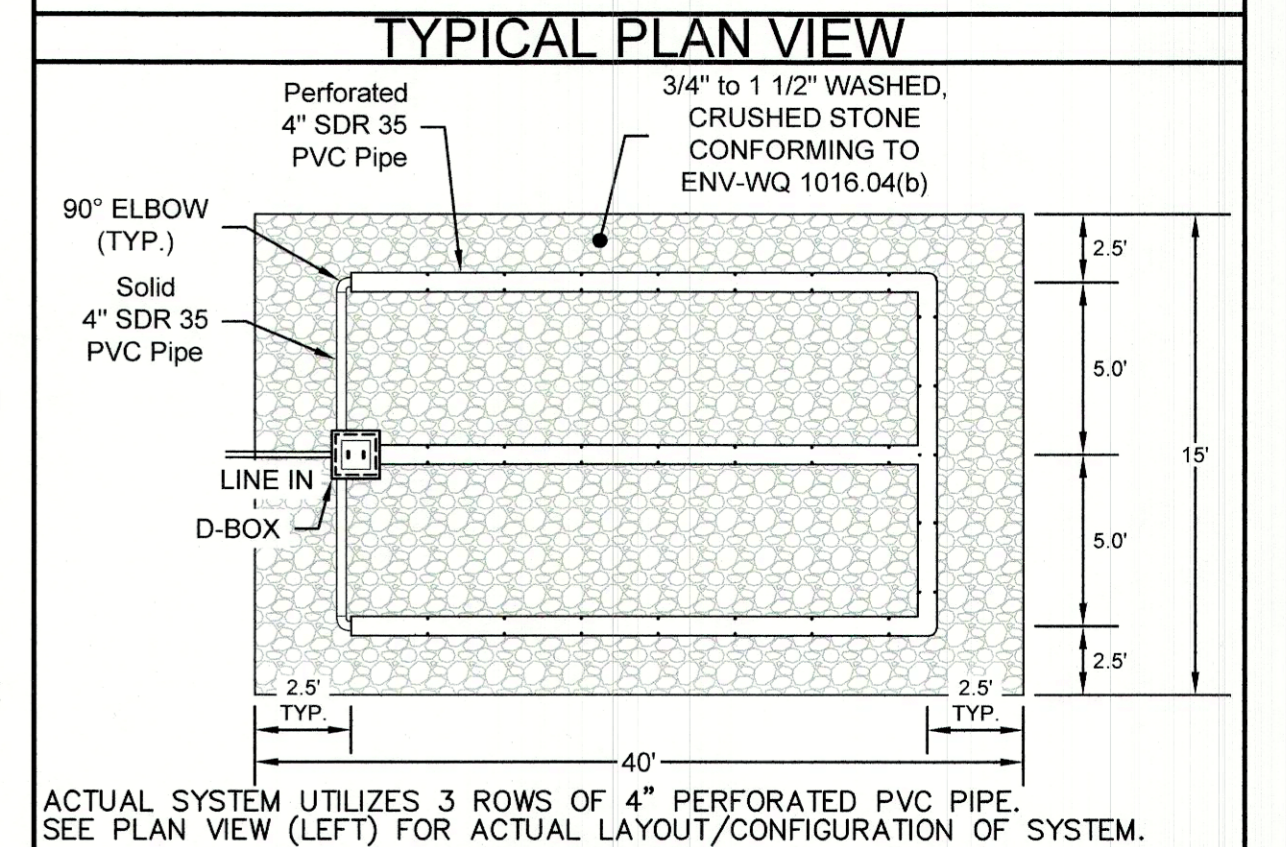 TYPICAL PLAN VIEW
Perforated
4" SDR 35
PVC Pipe
3/4" to 1 1/2" WASHED,
CRUSHED STONE
CONFORMING TO
ENV-WQ 1016.04(b)
90° ELBOW
(TYP.)
Solid
4" SDR 35
PVC Pipe
LINE IN
D-BOX
2.5'
5.0'
15'
5.0'
2.5'
2.5'
TYP.
2.5'
TYP.
40'
ACTUAL SYSTEM UTILIZES 3 ROWS OF 4" PERFORATED PVC PIPE.
SEE PLAN VIEW (LEFT) FOR ACTUAL LAYOUT/CONFIGURATION OF SYSTEM.